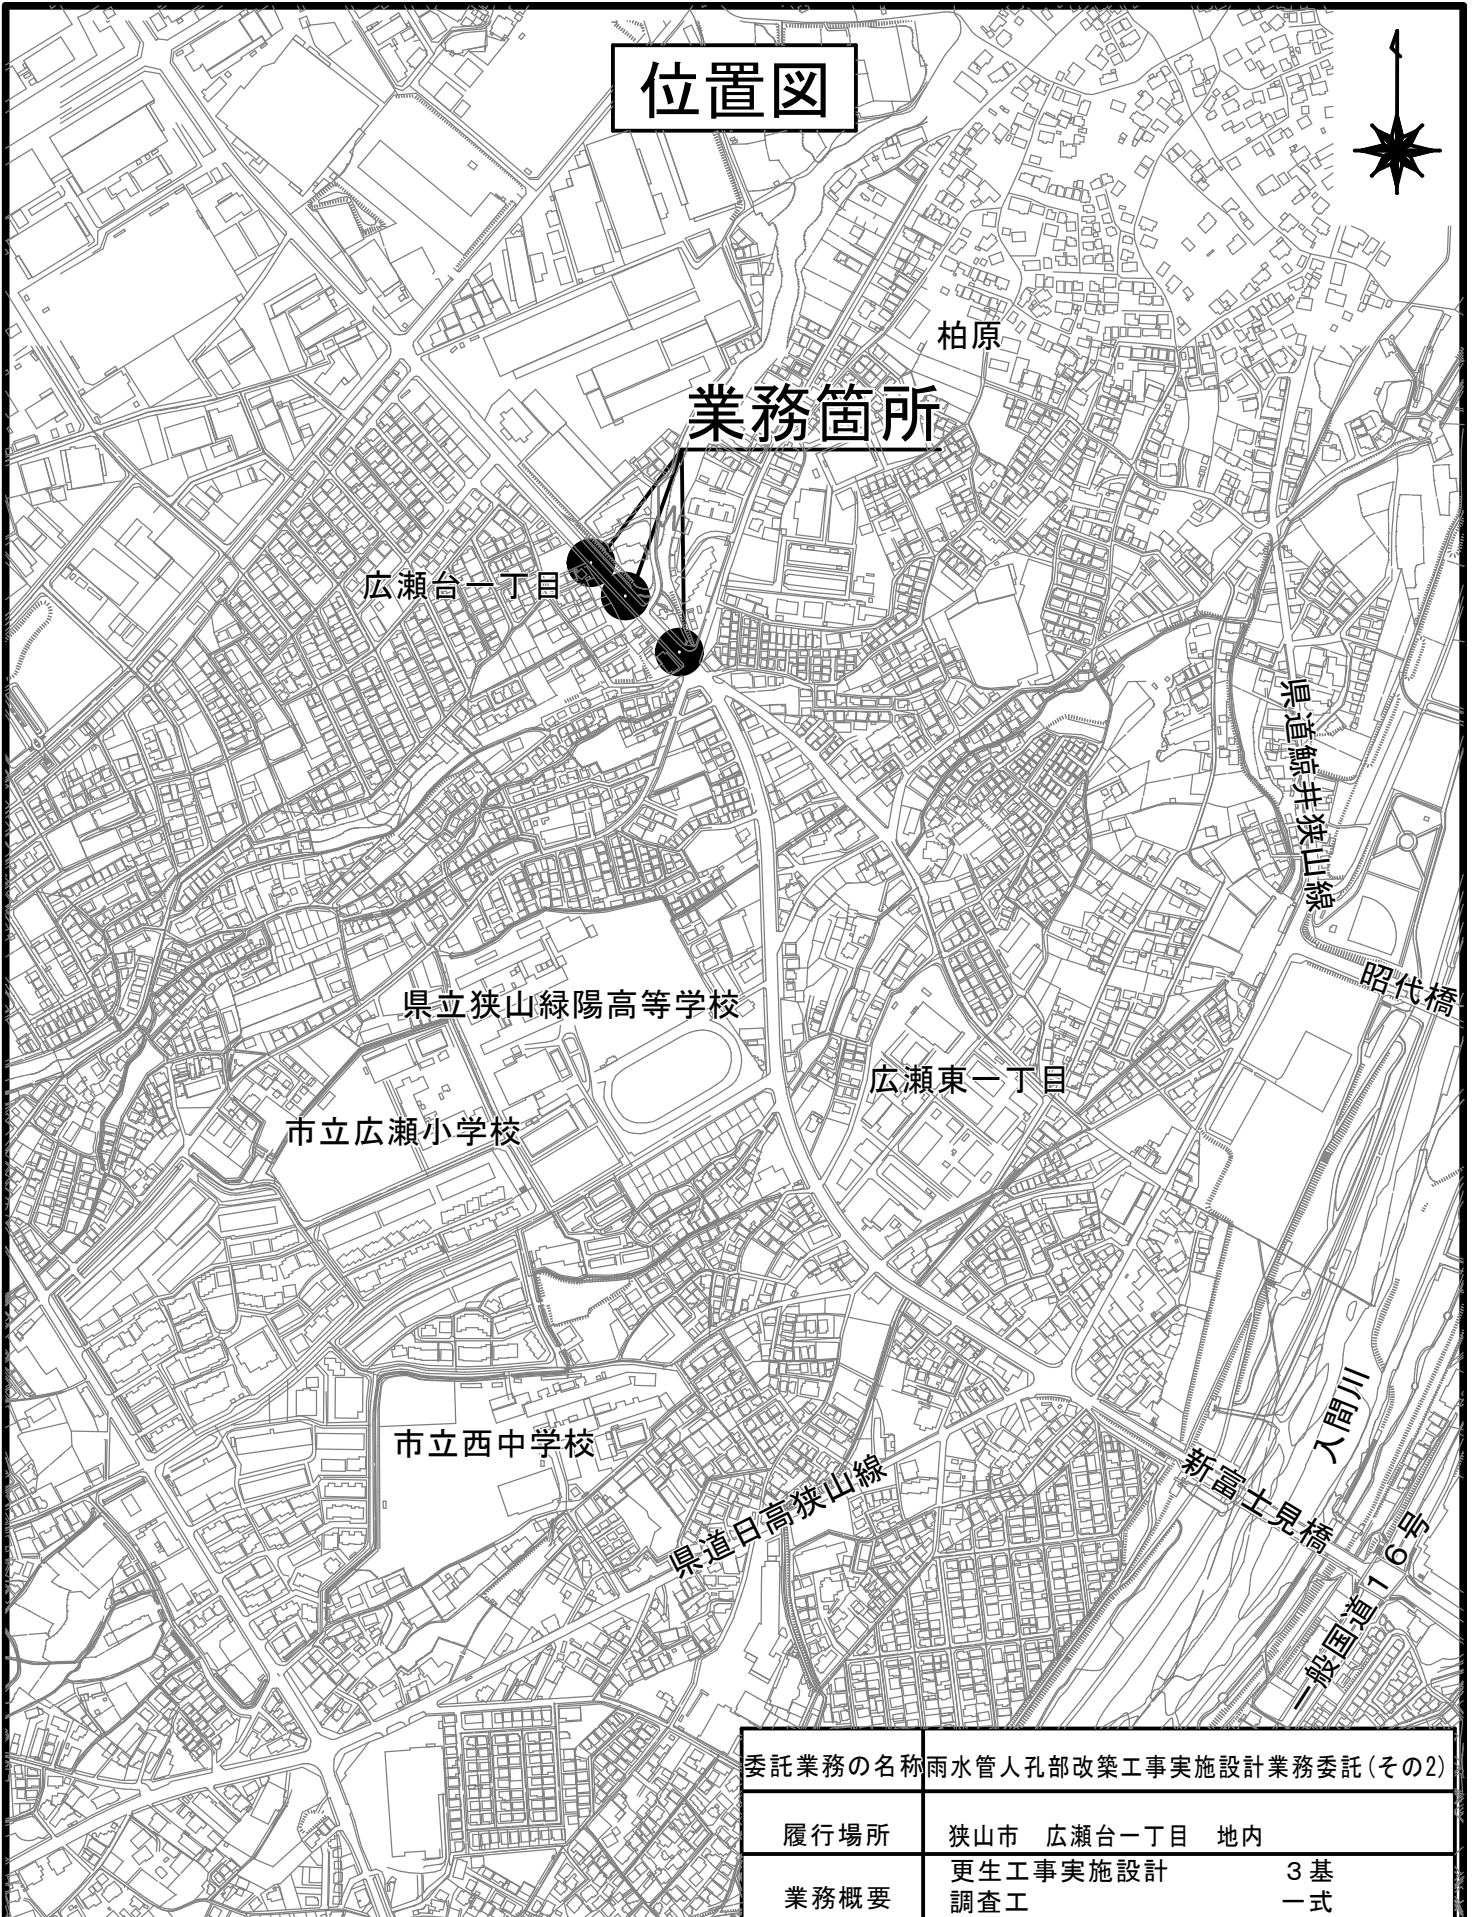 位置図
柏原
業務箇所
広瀬台一丁目
県道鯨井狭山線
昭代橋
県立狭山緑陽高等学校
広瀬東一丁目
市立広瀬小学校
入間川
市立西中学校
新富士見橋
県道日高狭山線
一般国道16号
委託業務の名称 雨水管人孔部改築工事実施設計業務委託(その2)
履行場所 狭山市 広瀬台一丁目 地内
業務概要 更生工事実施設計 3基
調査工 一式